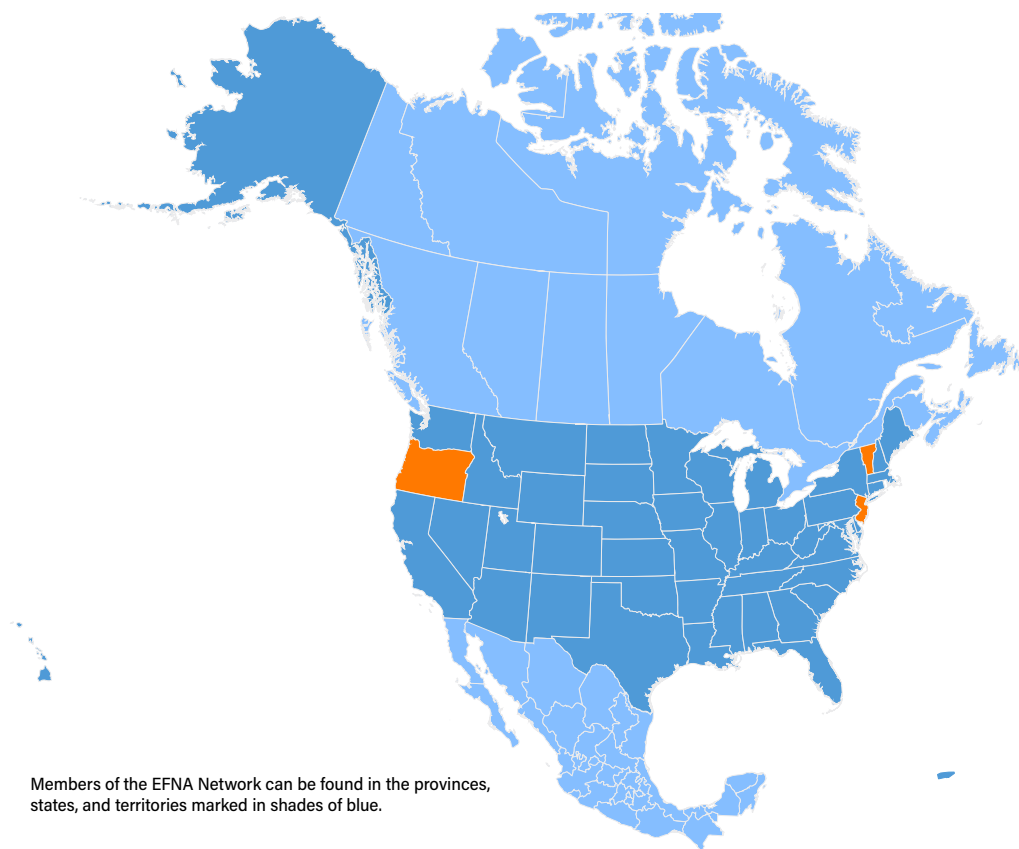 Members of the EFNA Network can be found in the provinces,
states, and territories marked in shades of blue.